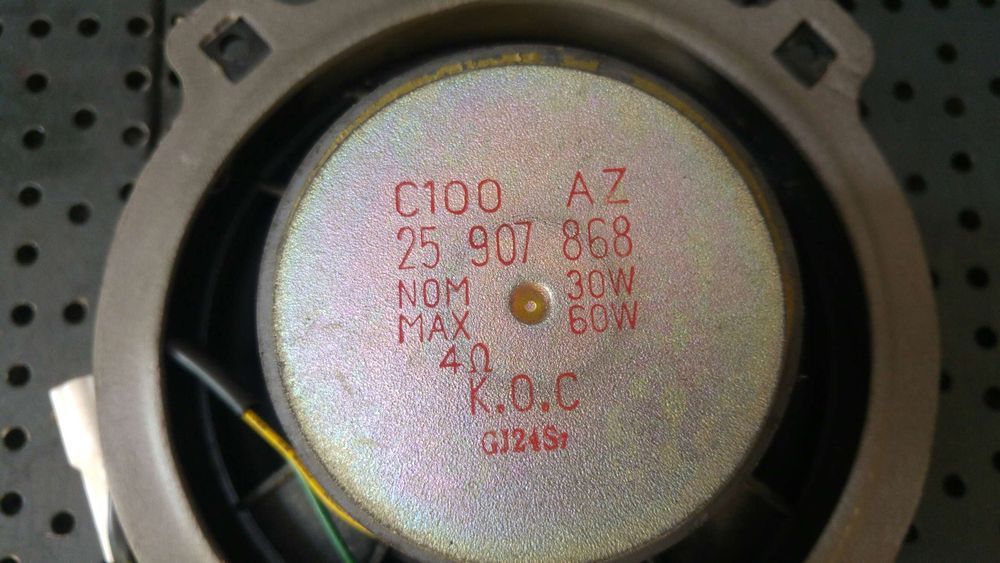 C100 AZ
25 907 868
NOM 30W
MAX 60W
4Ω
K.O.C
GJ24S7